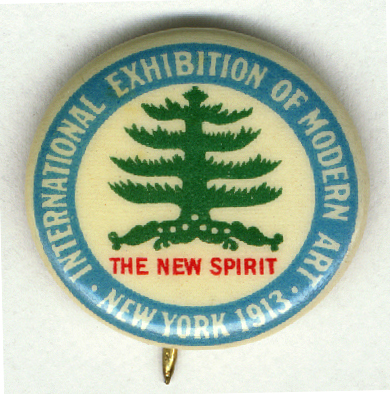 INTERNATIONAL EXHIBITION OF MODERN ART ·
NEW YORK 1913 ·
THE NEW SPIRIT